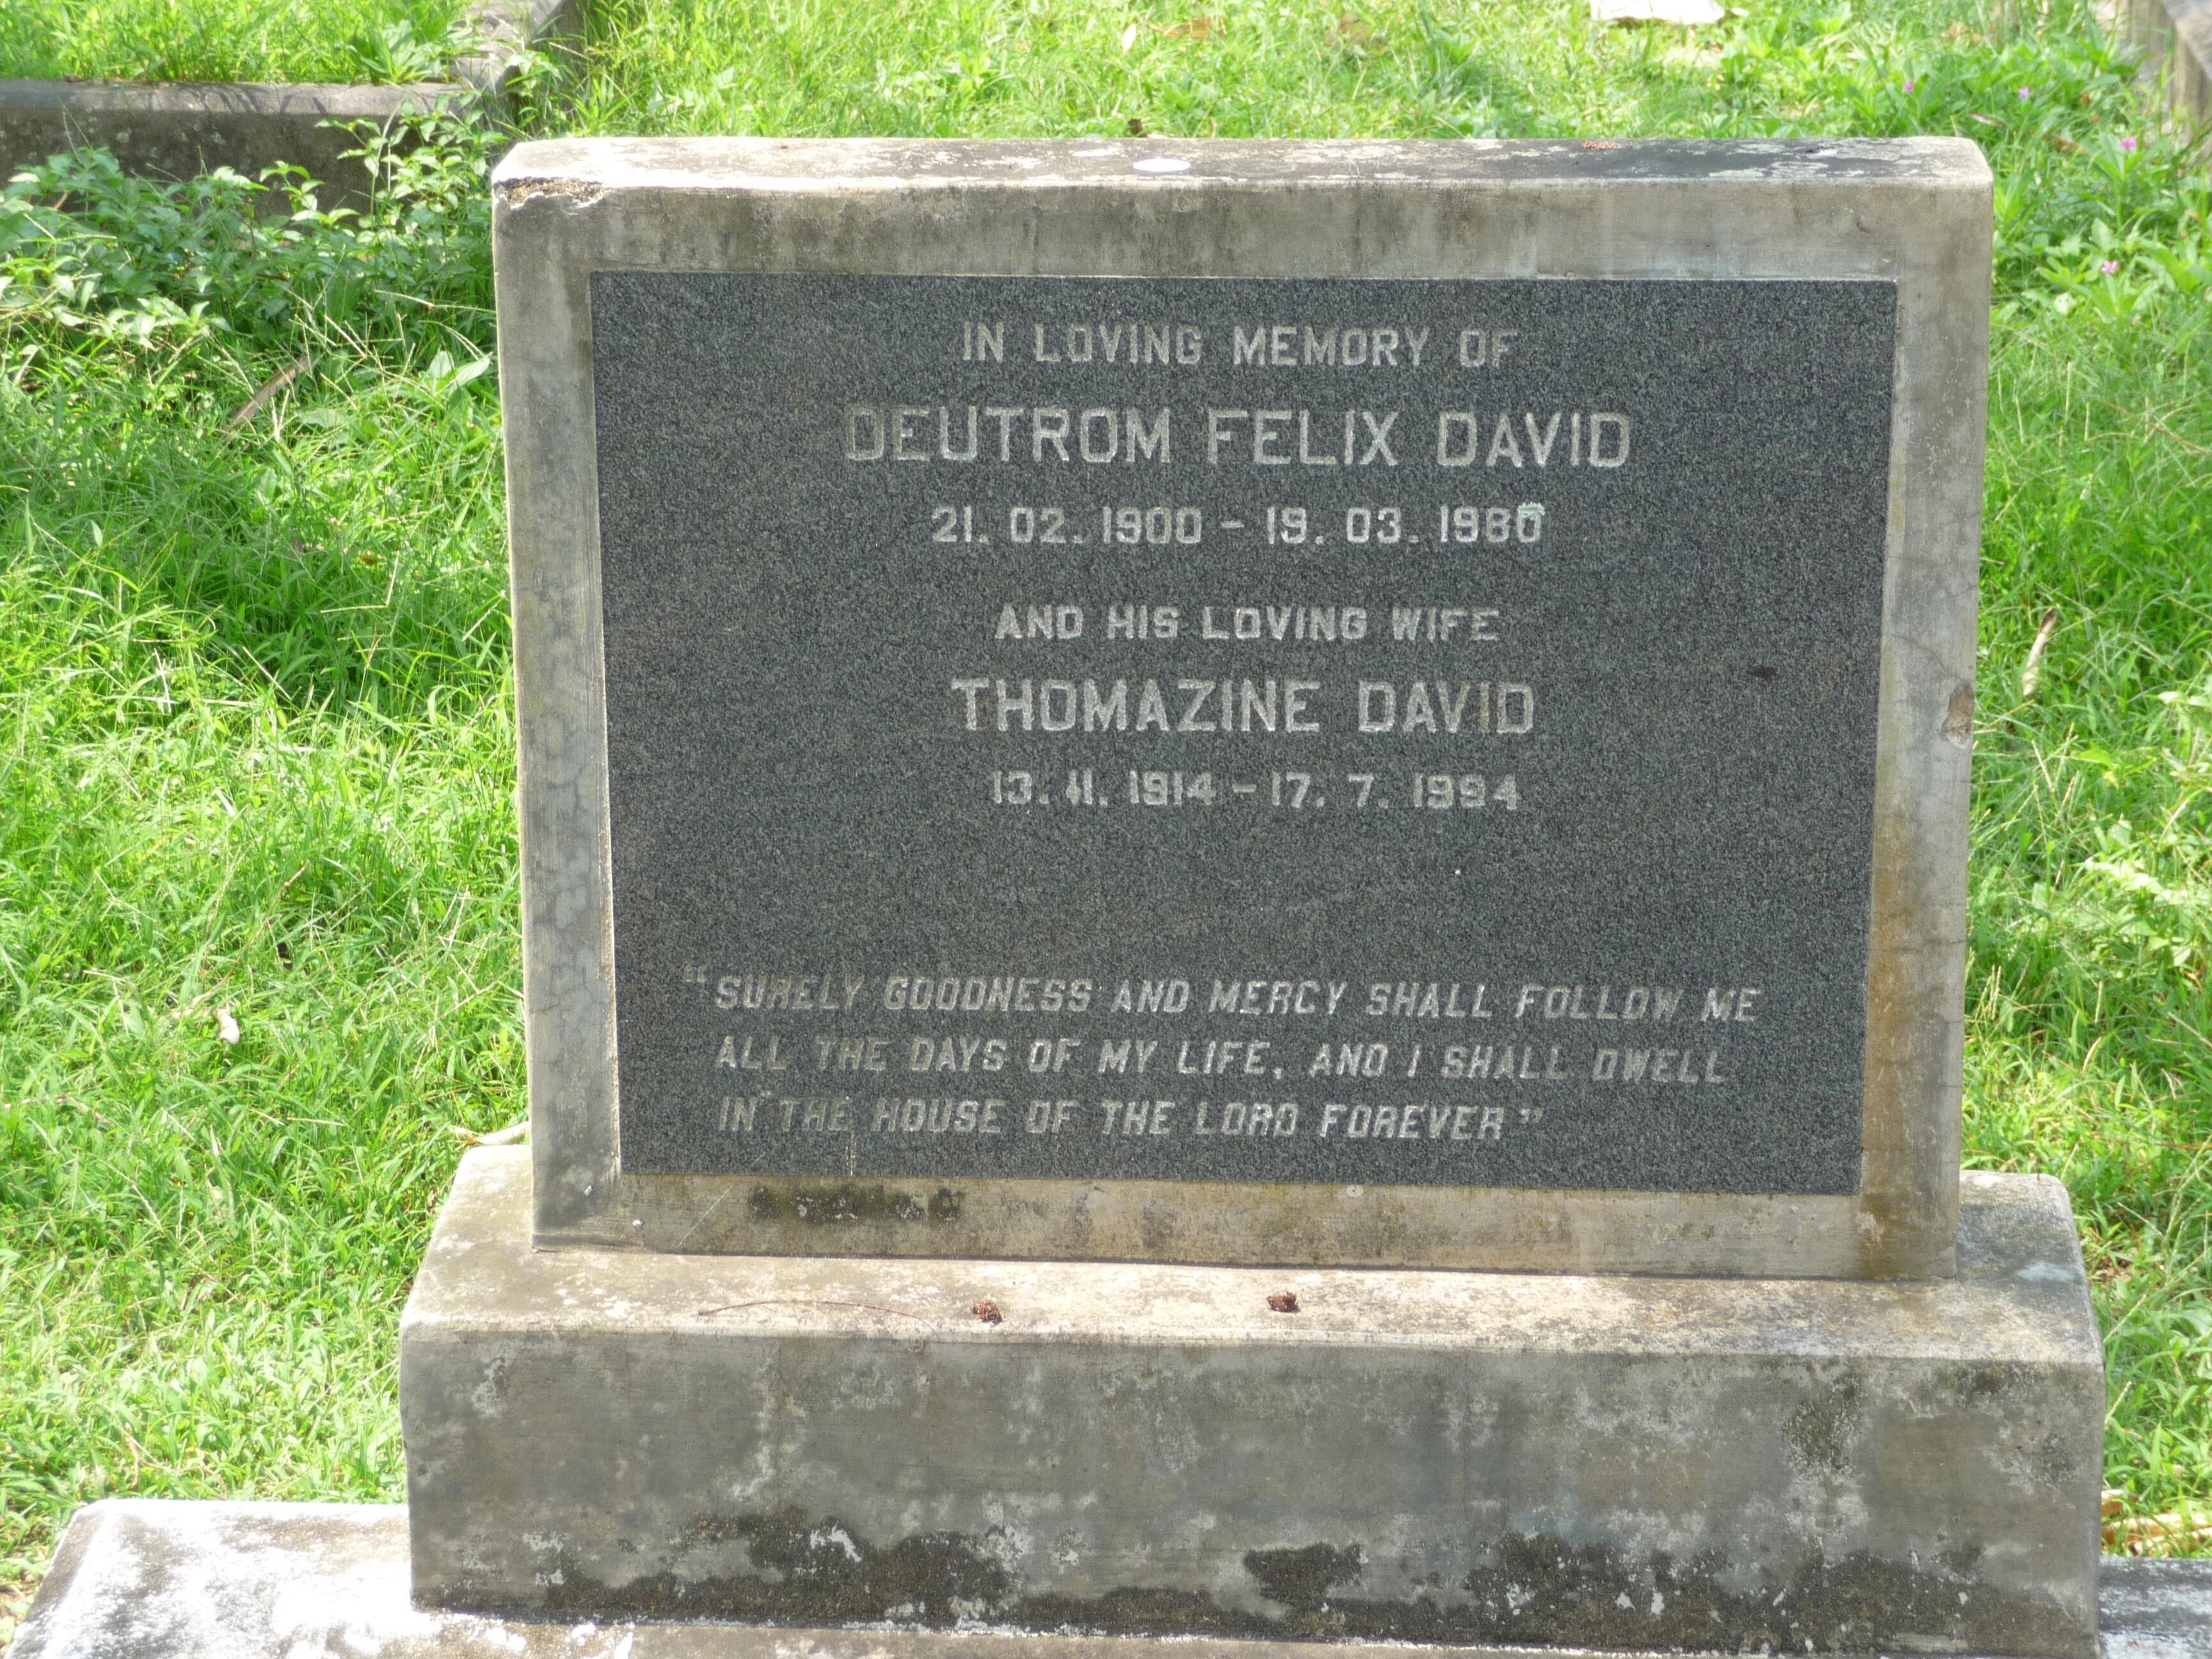 IN LOVING MEMORY OF
DEUTROM FELIX DAVID
21. 02. 1900 - 19. 03. 1980
AND HIS LOVING WIFE
THOMAZINE DAVID
13. 11. 1914 - 17. 7. 1994
"SURELY GOODNESS AND MERCY SHALL FOLLOW ME
ALL THE DAYS OF MY LIFE, AND I SHALL DWELL
IN THE HOUSE OF THE LORD FOREVER"